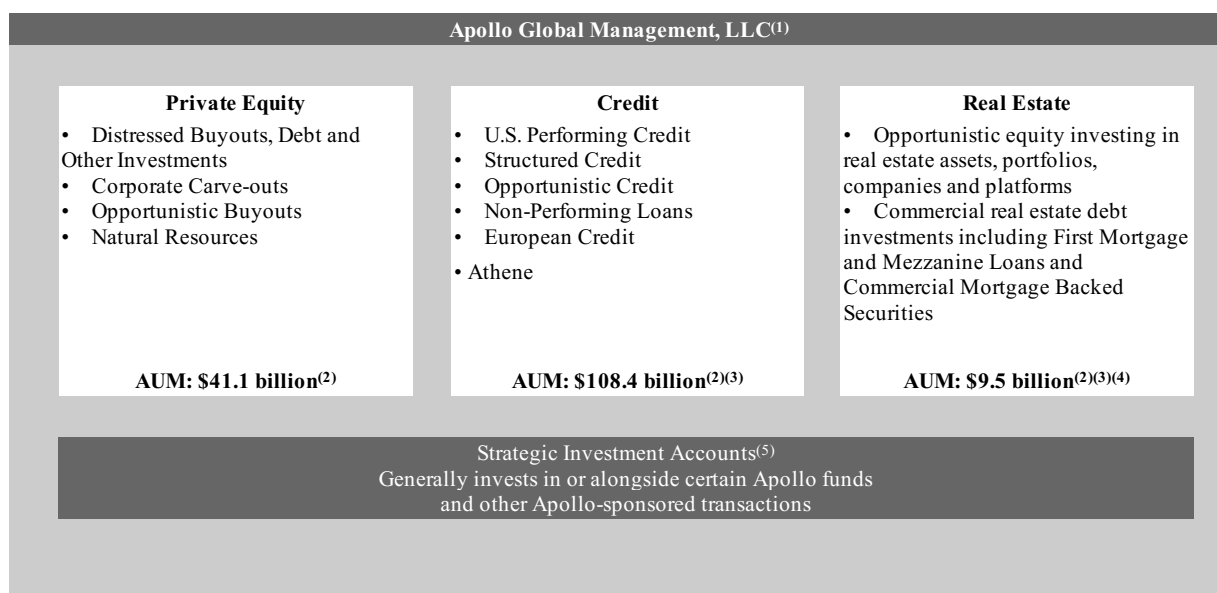 Apollo Global Management, LLC(1)
Private Equity
• Distressed Buyouts, Debt and
Other Investments
• Corporate Carve-outs
• Opportunistic Buyouts
• Natural Resources
AUM: $41.1 billion(2)
Credit
• U.S. Performing Credit
• Structured Credit
• Opportunistic Credit
• Non-Performing Loans
• European Credit
• Athene
AUM: $108.4 billion(2)(3)
Real Estate
• Opportunistic equity investing in
real estate assets, portfolios,
companies and platforms
• Commercial real estate debt
investments including First Mortgage
and Mezzanine Loans and
Commercial Mortgage Backed
Securities
AUM: $9.5 billion(2)(3)(4)
Strategic Investment Accounts(5)
Generally invests in or alongside certain Apollo funds
and other Apollo-sponsored transactions